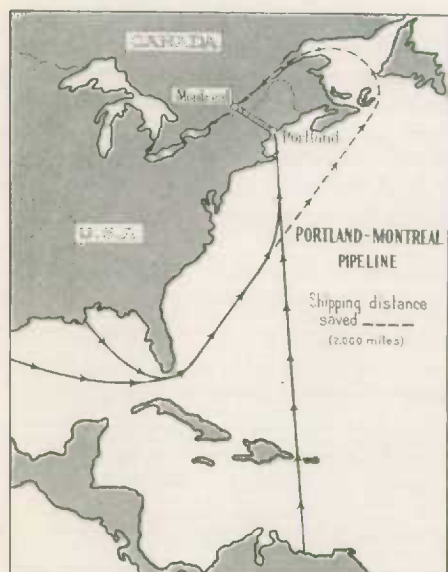 CANADA
Montreal
Portland
U.S.A
PORTLAND-MONTREAL
PIPELINE
Shipping distance
saved
(2,000 miles)